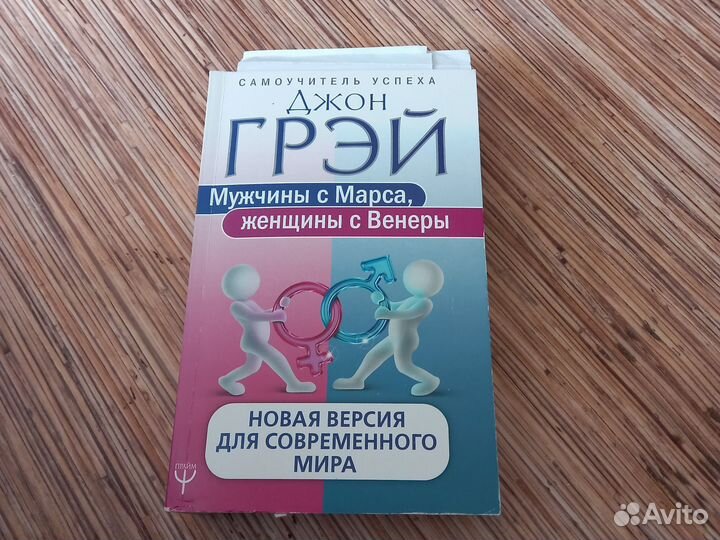 САМОУЧИТЕЛЬ УСПЕХА
ДЖОН
ГРЭЙ
Мужчины с Марса,
женщины с Венеры
НОВАЯ ВЕРСИЯ
ДЛЯ СОВРЕМЕННОГО
МИРА
ПРАЙМ
Avito